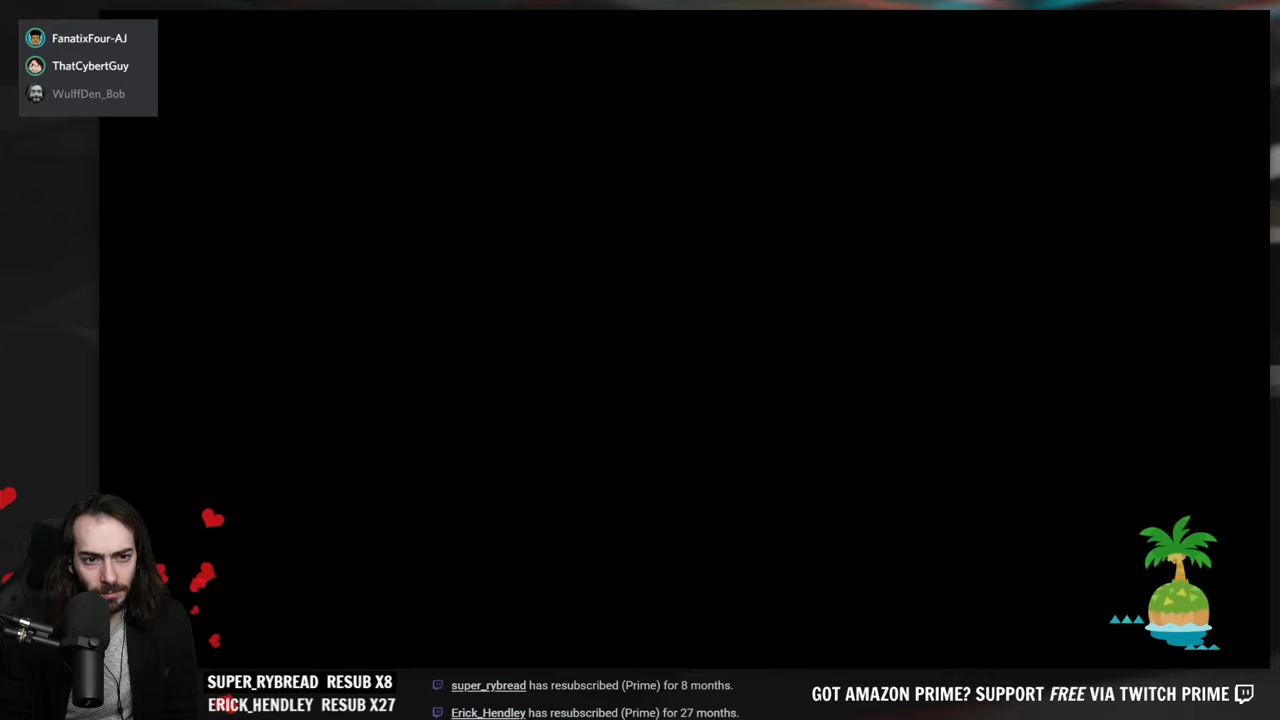 FanatixFour-AJ
ThatCybertGuy
WulffDen_Bob
SUPER_RYBREAD RESUB X8
ERICK_HENDLEY RESUB X27
super_rybread has resubscribed (Prime) for 8 months.
Erick_Hendley has resubscribed (Prime) for 27 months.
GOT AMAZON PRIME? SUPPORT FREE VIA TWITCH PRIME